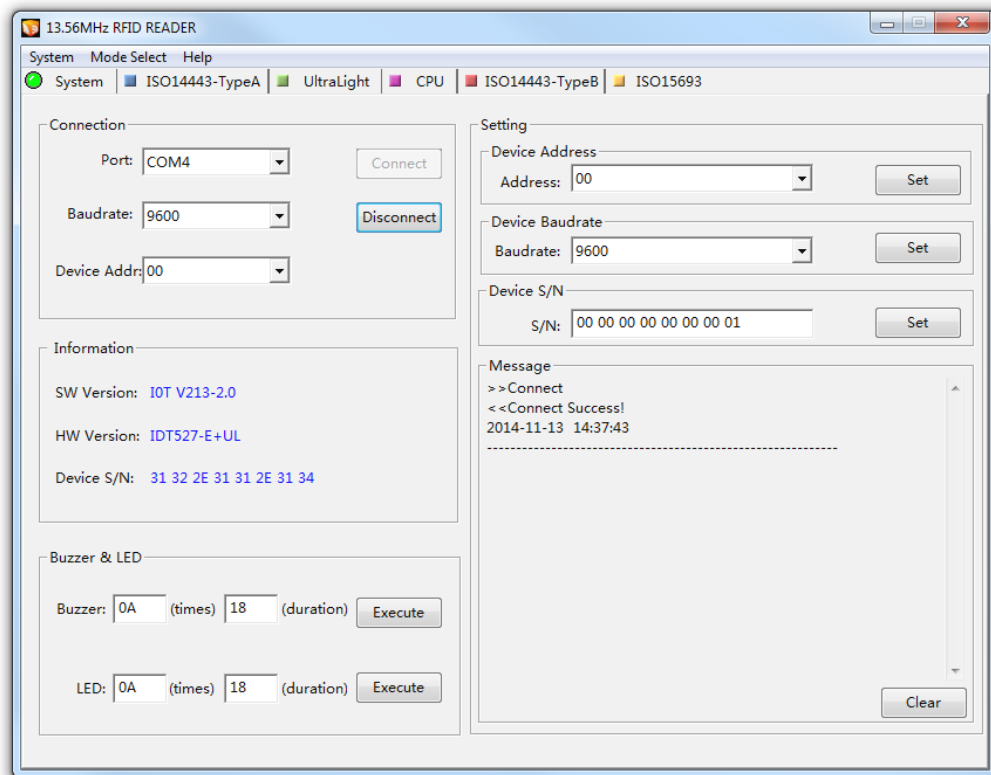 13.56MHz RFID READER
System Mode Select Help
System ISO14443-TypeA UltraLight CPU ISO14443-TypeB ISO15693
Connection
Port: COM4 Connect
Baudrate: 9600 Disconnect
Device Addr: 00
Information
SW Version: I0T V213-2.0
HW Version: IDT527-E+UL
Device S/N: 31 32 2E 31 31 2E 31 34
Buzzer & LED
Buzzer: 0A (times) 18 (duration) Execute
LED: 0A (times) 18 (duration) Execute
Setting
Device Address
Address: 00 Set
Device Baudrate
Baudrate: 9600 Set
Device S/N
S/N: 00 00 00 00 00 00 00 01 Set
Message
>>Connect
<<Connect Success!
2014-11-13 14:37:43
------------------------------------------------------------
Clear